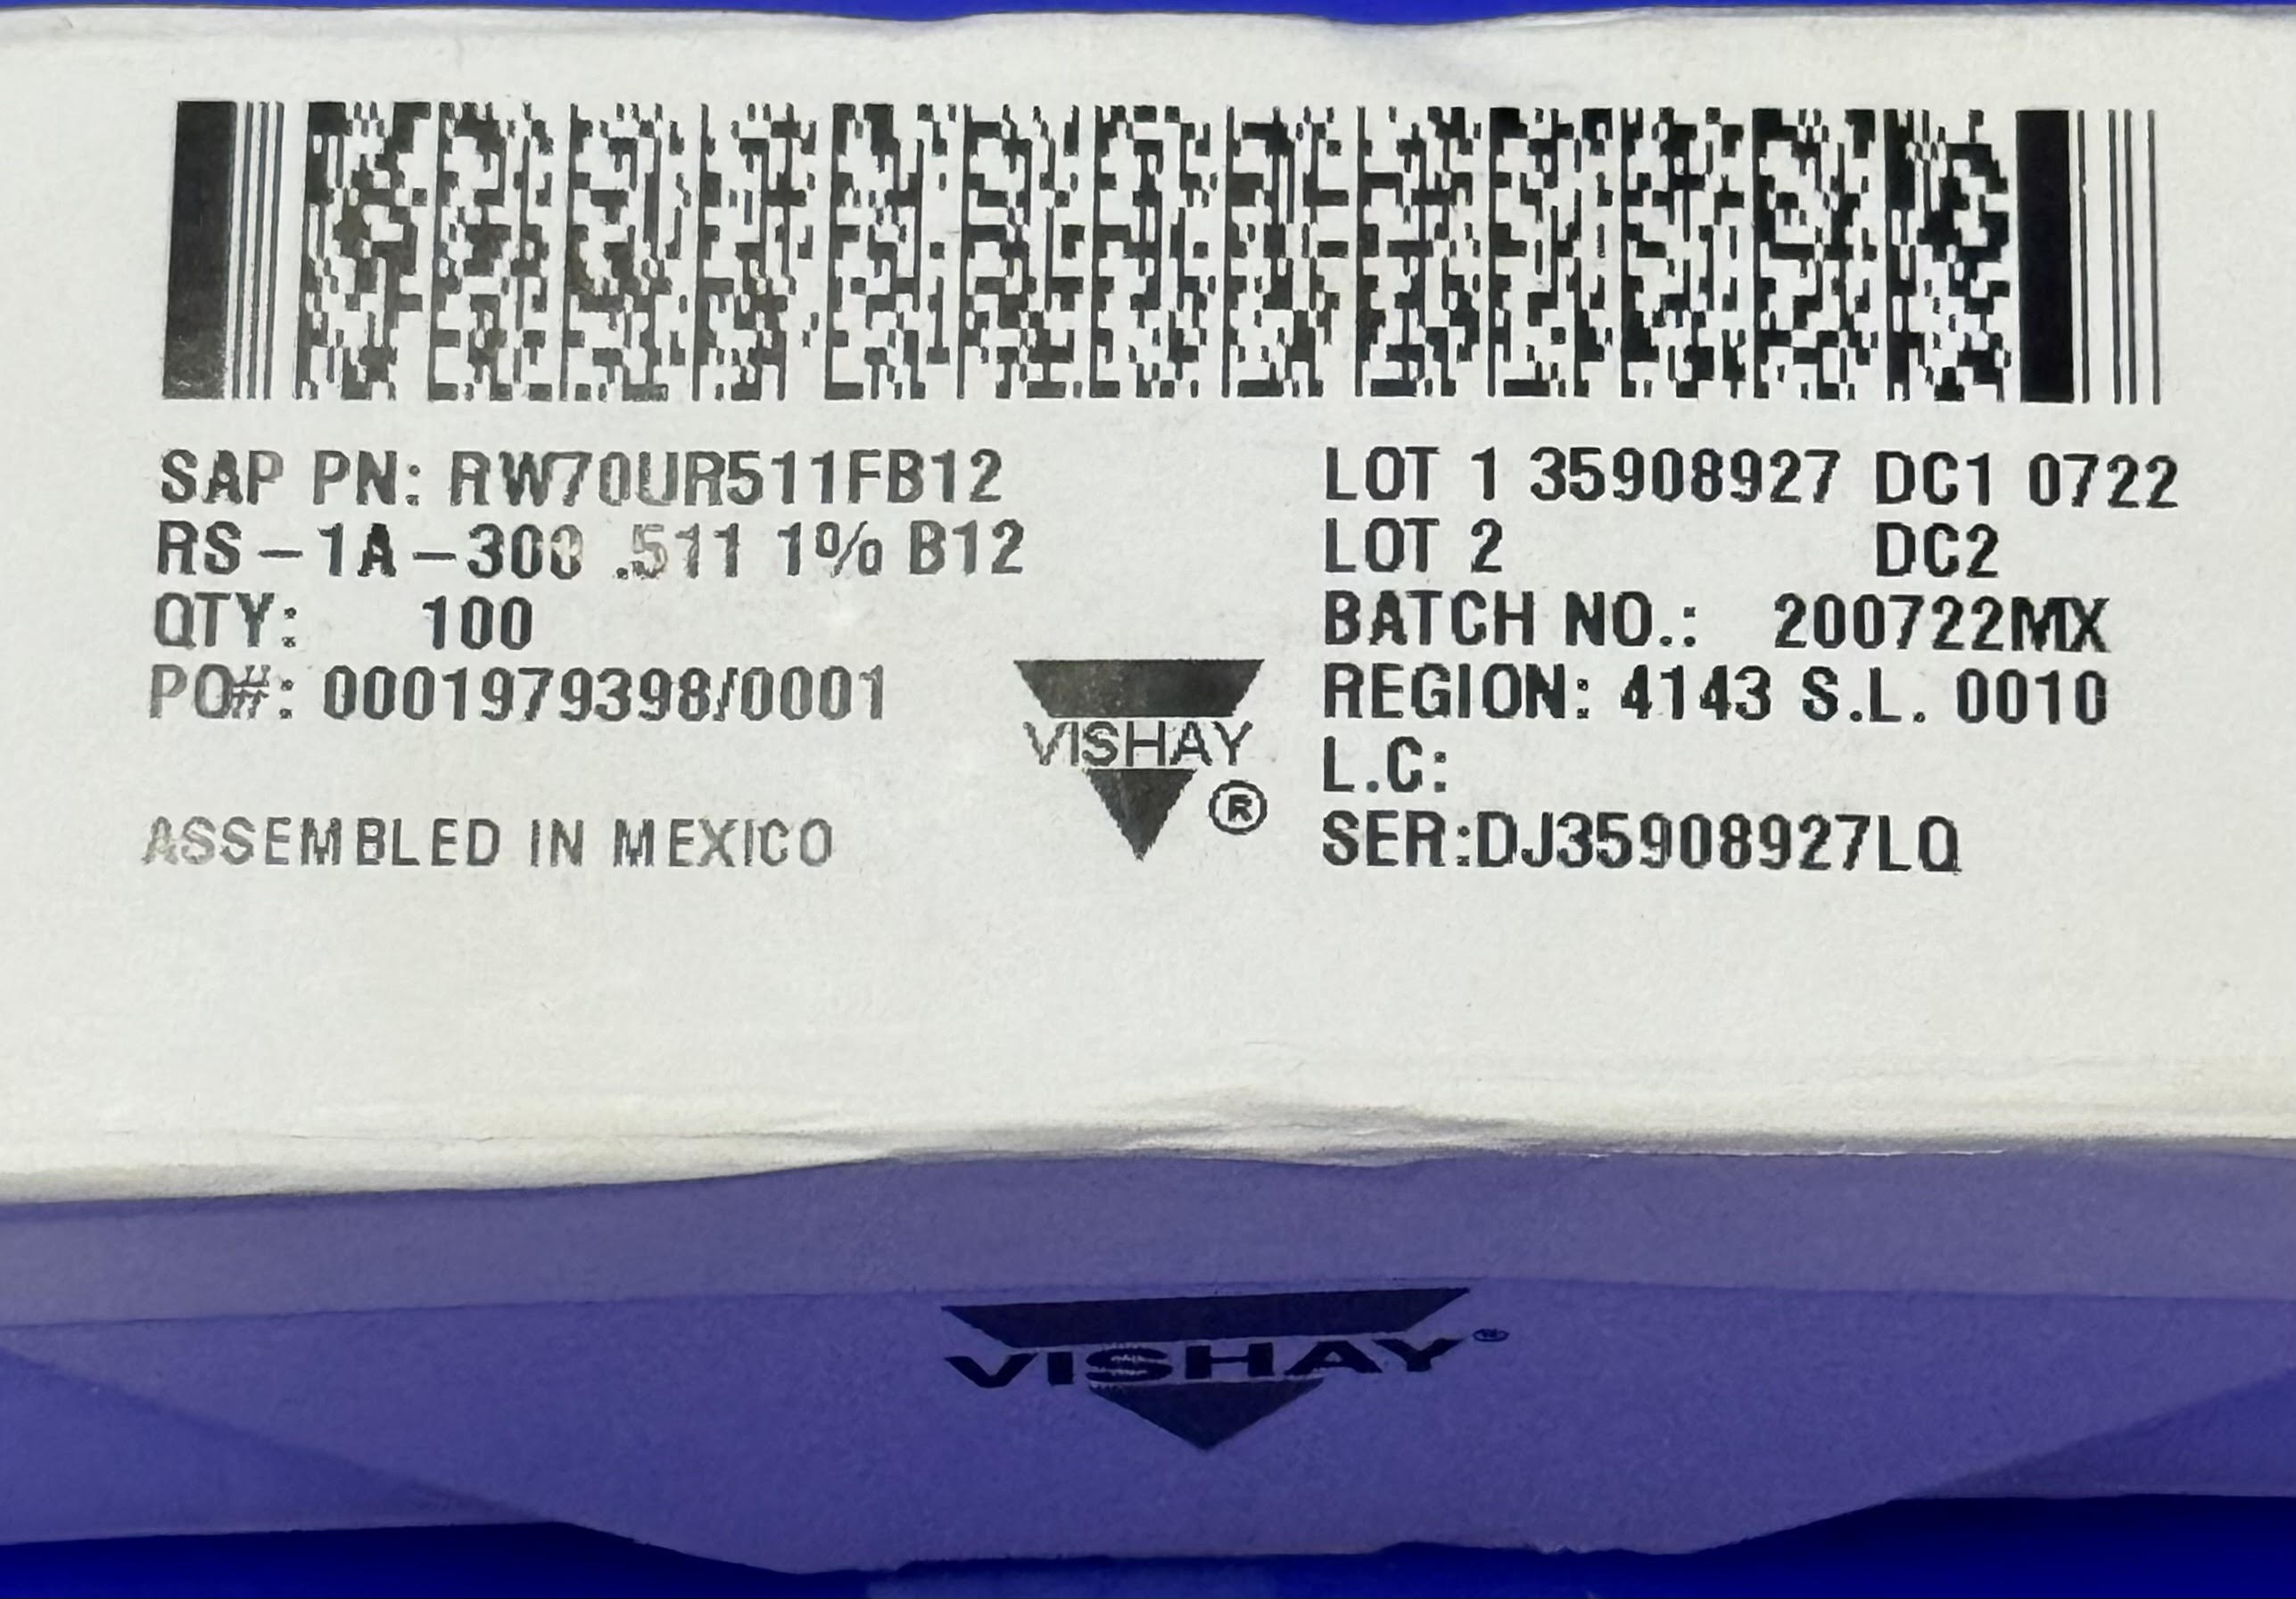 SAP PN: RW70UR511FB12
RS-1A-300 .511 1% B12
QTY: 100
PO#: 0001979398/0001
ASSEMBLED IN MEXICO
VISHAY
®
LOT 1 35908927 DC1 0722
LOT 2 DC2
BATCH NO.: 200722MX
REGION: 4143 S.L. 0010
L.C:
SER:DJ35908927LQ
VISHAY®